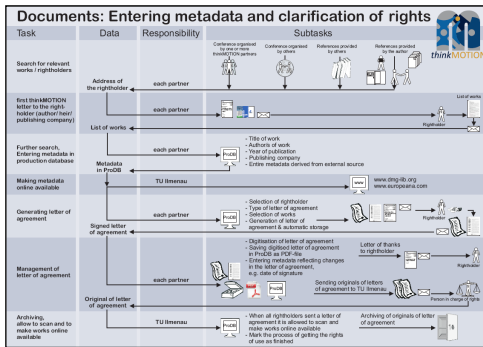 Documents: Entering metadata and clarification of rights
Task
Data
Responsibility
Subtasks
thinkMOTION
Conference organised
by one or more
thinkMOTION partners
Conference organised
by others
References provided
by others
References provided
by the author
Search for relevant
works / rightholders
Address of
the rightholder
each partner
first thinkMOTION
letter to the right-
holder (author/ heir/
publishing company)
each partner
Rightholder
List of works
List of works
Further search,
Entering metadata in
production database
Metadata
in ProDB
each partner
ProDB
- Title of work
- Author/s of work
- Year of publication
- Publishing company
- Entire metadata derived from external source
Making metadata
online available
TU Ilmenau
www
www.dmg-lib.org
www.europeana.com
Generating letter of
agreement
Signed letter
of agreement
each partner
ProDB
- Selection of rightholder
- Type of letter of agreement
- Selection of works
- Generation of letter of
agreement & automatic storage
Rightholder
Management of
letter of agreement
Original of letter
of agreement
each partner
- Digitisation of letter of agreement
- Saving digitised letter of agreement
in ProDB as PDF-file
- Entering metadata reflecting changes
in the letter of agreement,
e.g. date of signature
ProDB
Letter of thanks
to rightholder
Rightholder
Sending originals of letters
of agreement to TU Ilmenau
Person in charge of rights
Archiving,
allow to scan and to
make works online
available
TU Ilmenau
ProDB
- When all rightholders sent a letter of
agreement it is allowed to scan and to
make works online available
- Mark the process of getting the rights
of use as finished
Archiving of originals of letter
of agreement